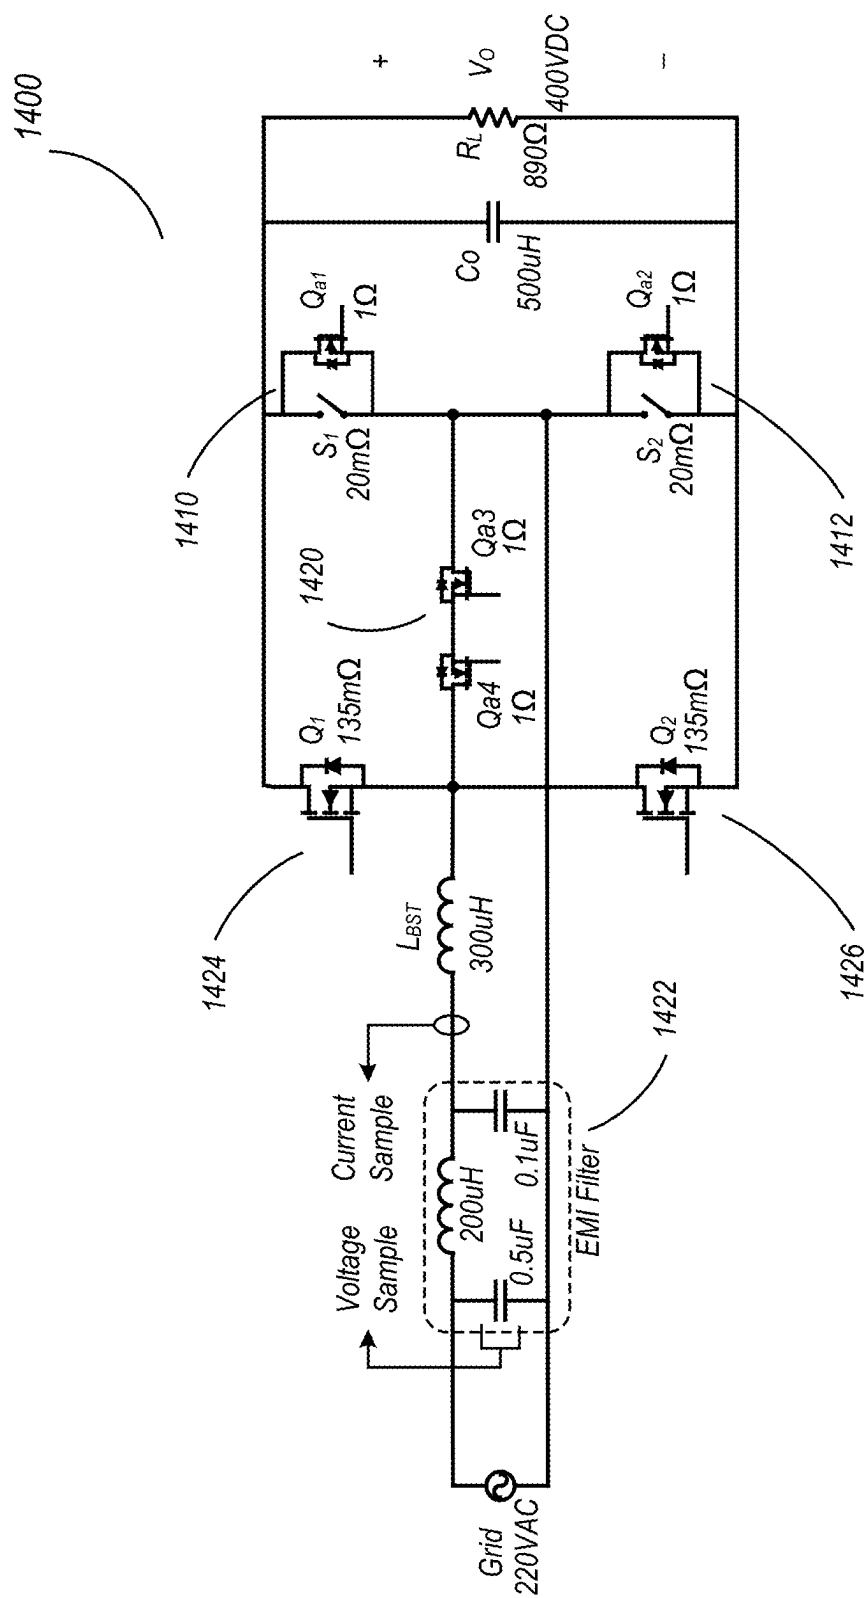 1400
+
Vo
400VDC
−
RL
890Ω
Co
500uH
Qa1
1Ω
Qa2
1Ω
1410
S1
20mΩ
S2
20mΩ
1412
1420
Qa3
1Ω
Qa4
1Ω
Q1
135mΩ
Q2
135mΩ
1424
LBST
300uH
1426
Current
Sample
Voltage
Sample
200uH
0.1uF
0.5uF
EMI Filter
1422
Grid
220VAC